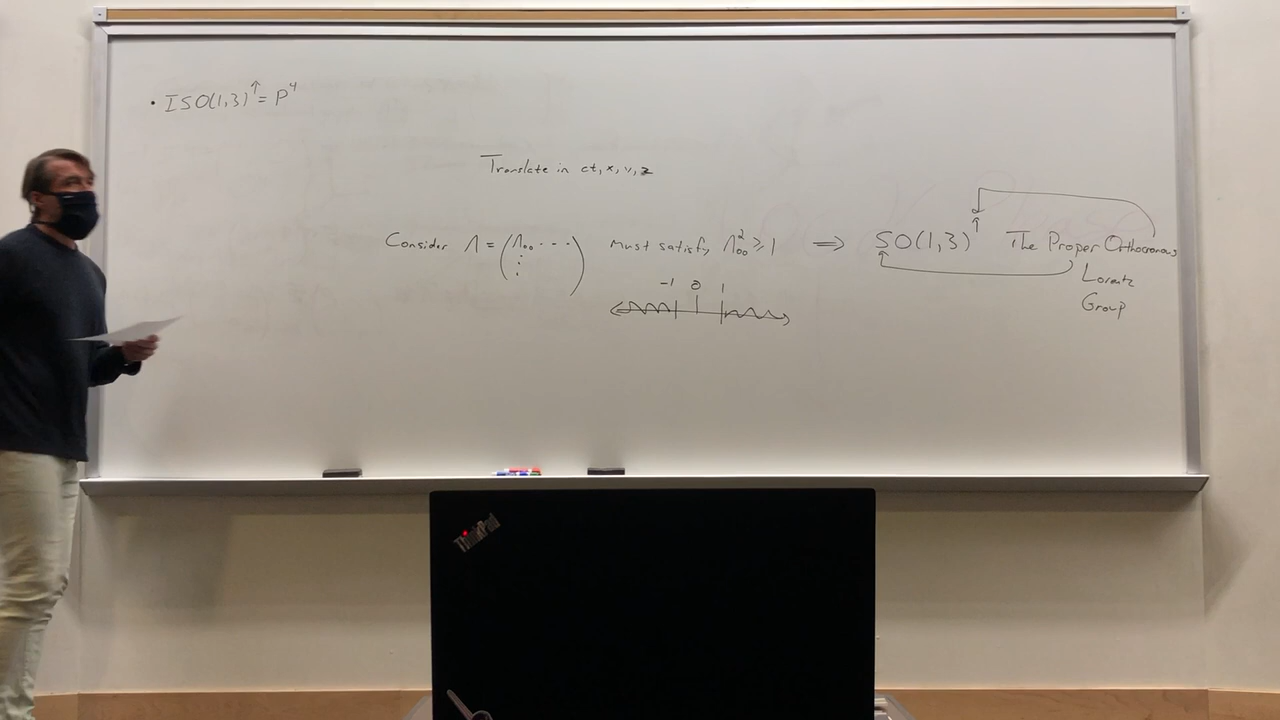 • ISO(1,3)↑ = P⁴
Translate in ct, x, y, z
Consider Λ = (Λ₀₀ ··· ⋮) must satisfy Λ₀₀² ≥ 1 ⟹ SO(1,3)↑ The Proper Orthocronous
Lorentz
Group
-1 0 1
ThinkPad